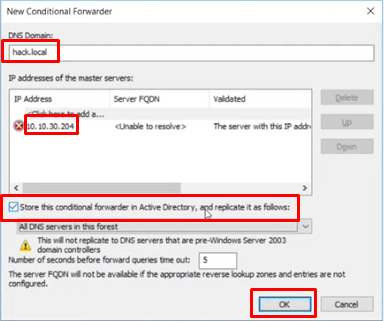 New Conditional Forwarder
DNS Domain:
hack.local
IP addresses of the master servers:
IP Address Server FQDN Validated
<Click here to add a...
10.10.30.204 <Unable to resolve> The server with this IP addr
Delete
Up
Down
Store this conditional forwarder in Active Directory, and replicate it as follows:
All DNS servers in this forest
This will not replicate to DNS servers that are pre-Windows Server 2003
domain controllers
Number of seconds before forward queries time out: 5
The server FQDN will not be available if the appropriate reverse lookup zones and entries are not
configured.
OK Cancel